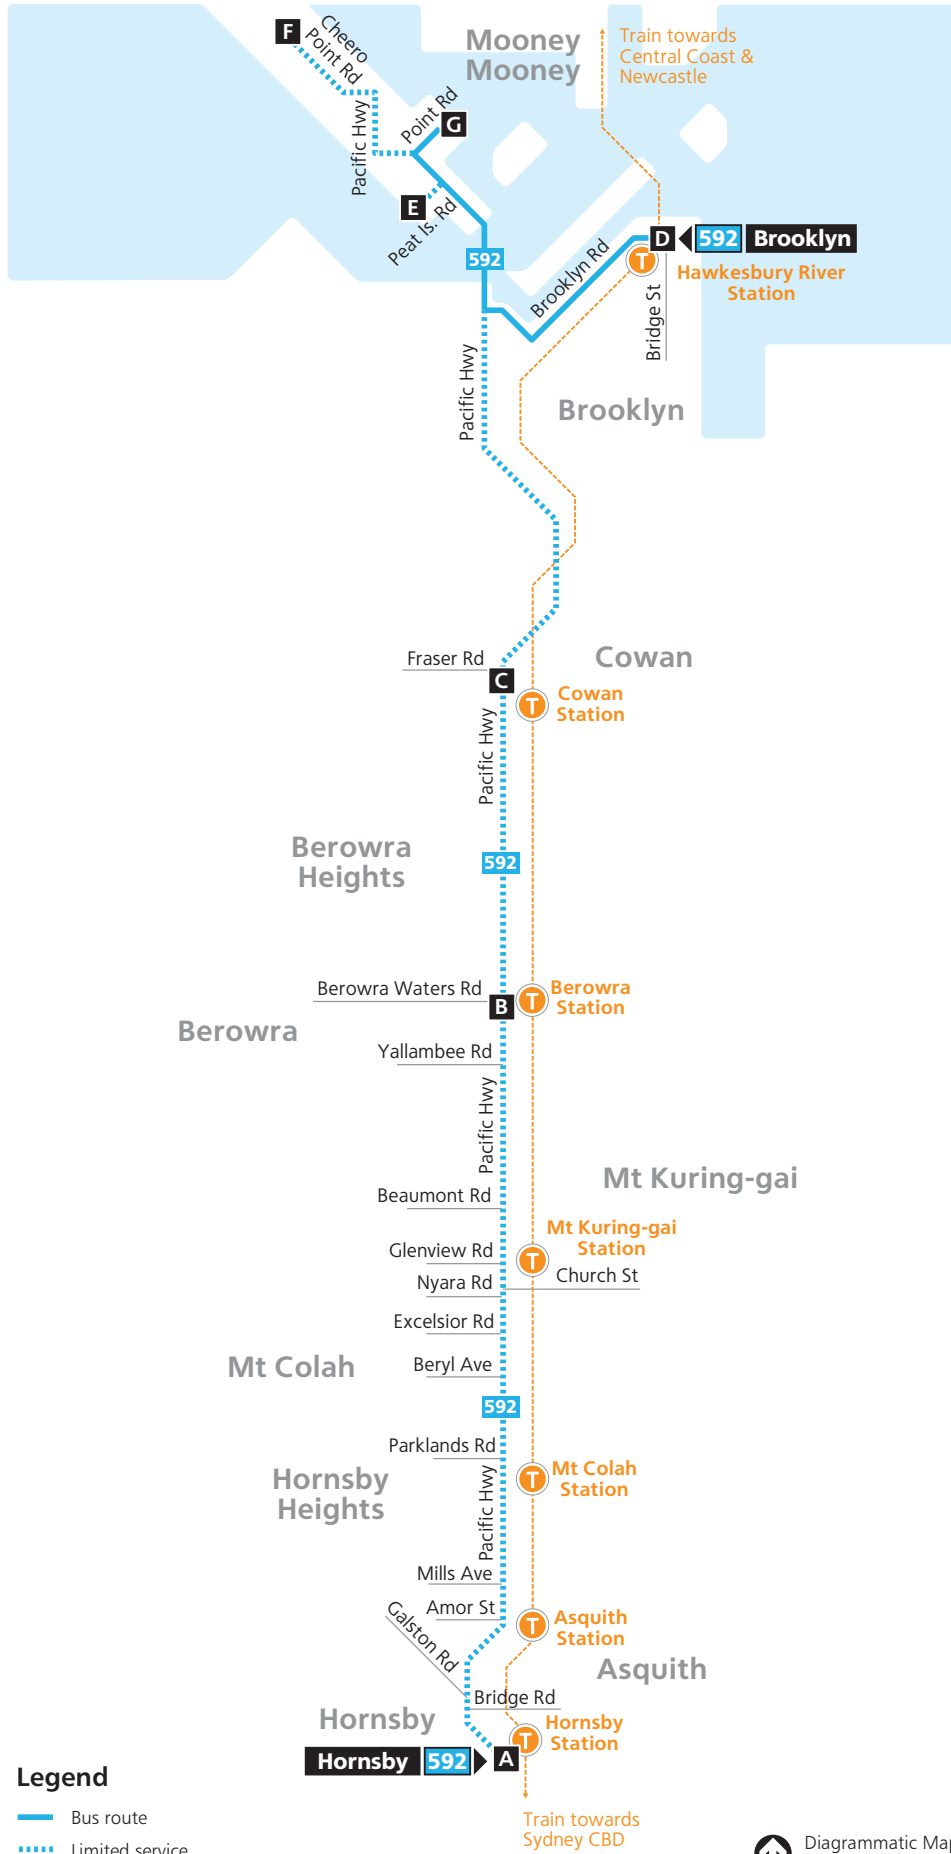 F
Cheero
Point Rd
Mooney
Mooney
Train towards
Central Coast &
Newcastle
Pacific Hwy
Point Rd
G
E
Peat Is. Rd
592
Brooklyn Rd
D
592
Brooklyn
T
Hawkesbury River
Station
Bridge St
Pacific Hwy
Brooklyn
Fraser Rd
Cowan
C
T
Cowan
Station
Pacific Hwy
Berowra
Heights
592
Berowra Waters Rd
B
T
Berowra
Station
Berowra
Yallambee Rd
Pacific Hwy
Mt Kuring-gai
Beaumont Rd
Mt Kuring-gai
Station
Glenview Rd
T
Nyara Rd
Church St
Excelsior Rd
Mt Colah
Beryl Ave
592
Parklands Rd
Hornsby
Heights
Pacific Hwy
T
Mt Colah
Station
Mills Ave
Amor St
Galston Rd
T
Asquith
Station
Asquith
Bridge Rd
Hornsby
T
Hornsby
Station
Hornsby
592
A
Legend
Bus route
Limited service
Train towards
Sydney CBD
Diagrammatic Map